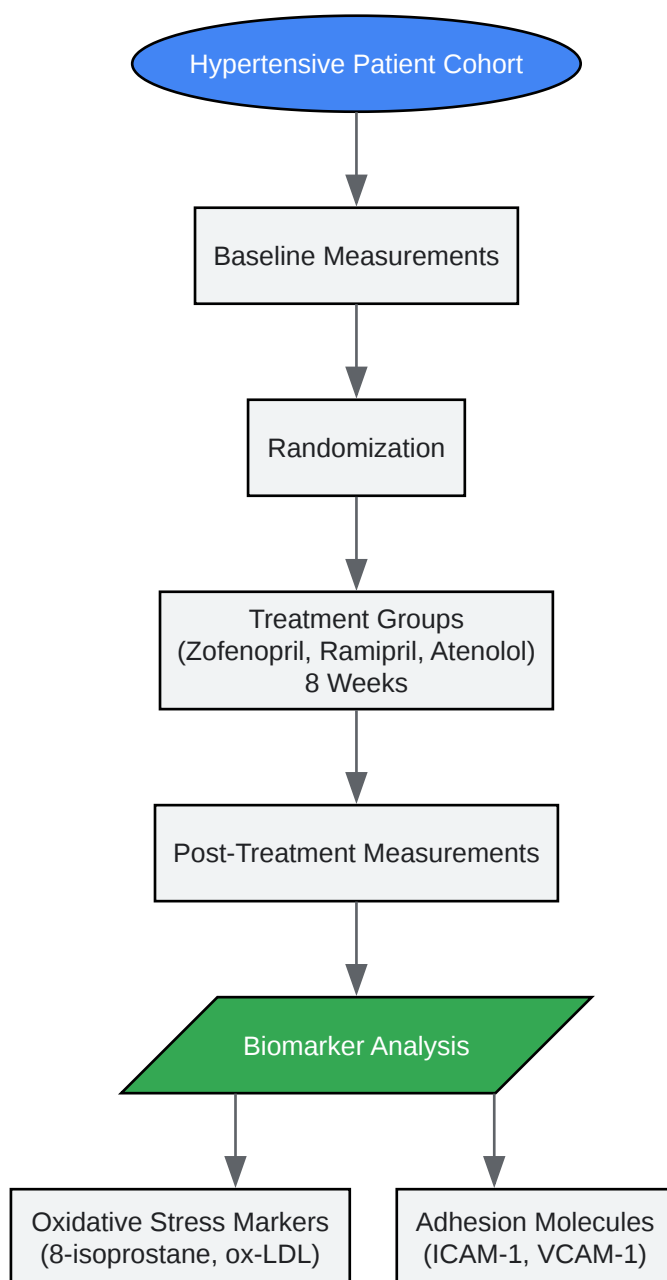 Hypertensive Patient Cohort
Baseline Measurements
Randomization
Treatment Groups
(Zofenopril, Ramipril, Atenolol)
8 Weeks
Post-Treatment Measurements
Biomarker Analysis
Oxidative Stress Markers
(8-isoprostane, ox-LDL)
Adhesion Molecules
(ICAM-1, VCAM-1)